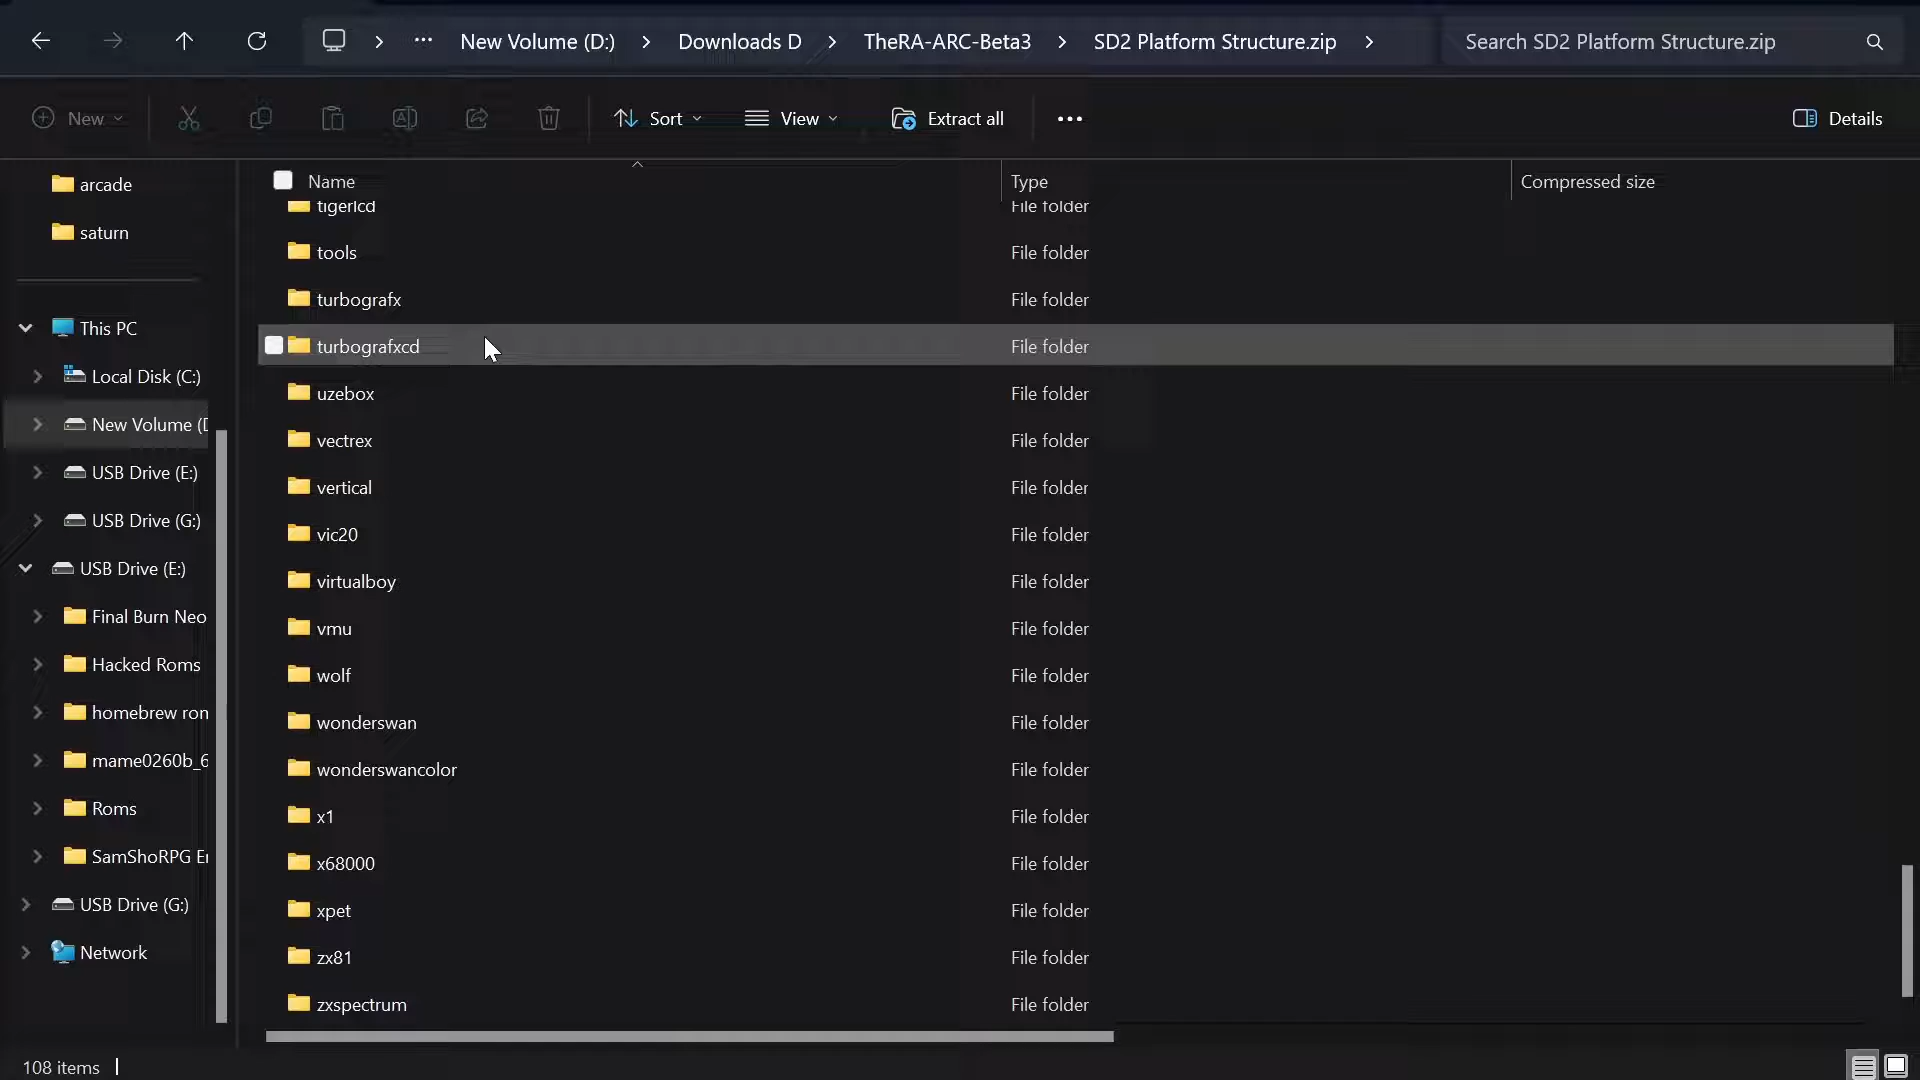 New Volume (D:) > Downloads D > TheRA-ARC-Beta3 > SD2 Platform Structure.zip >
Search SD2 Platform Structure.zip
New
Sort
View
Extract all
Details
arcade
saturn
This PC
Local Disk (C:)
New Volume (D
USB Drive (E:)
USB Drive (G:)
USB Drive (E:)
Final Burn Neo
Hacked Roms
homebrew ron
mame0260b_6
Roms
SamShoRPG En
USB Drive (G:)
Network
Name Type Compressed size
tigerlcd File folder
tools File folder
turbografx File folder
turbografxcd File folder
uzebox File folder
vectrex File folder
vertical File folder
vic20 File folder
virtualboy File folder
vmu File folder
wolf File folder
wonderswan File folder
wonderswancolor File folder
x1 File folder
x68000 File folder
xpet File folder
zx81 File folder
zxspectrum File folder
108 items